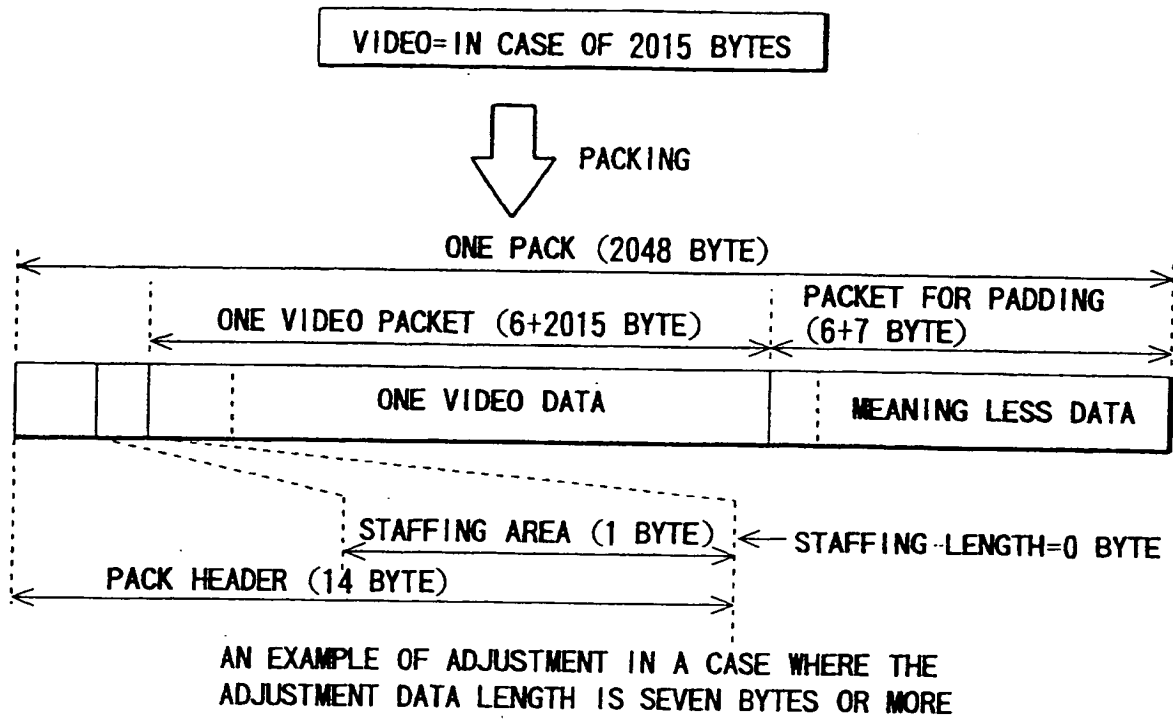 VIDEO=IN CASE OF 2015 BYTES
PACKING
ONE PACK (2048 BYTE)
PACKET FOR PADDING
(6+7 BYTE)
ONE VIDEO PACKET (6+2015 BYTE)
ONE VIDEO DATA
MEANING LESS DATA
STAFFING AREA (1 BYTE)
STAFFING LENGTH=0 BYTE
PACK HEADER (14 BYTE)
AN EXAMPLE OF ADJUSTMENT IN A CASE WHERE THE
ADJUSTMENT DATA LENGTH IS SEVEN BYTES OR MORE